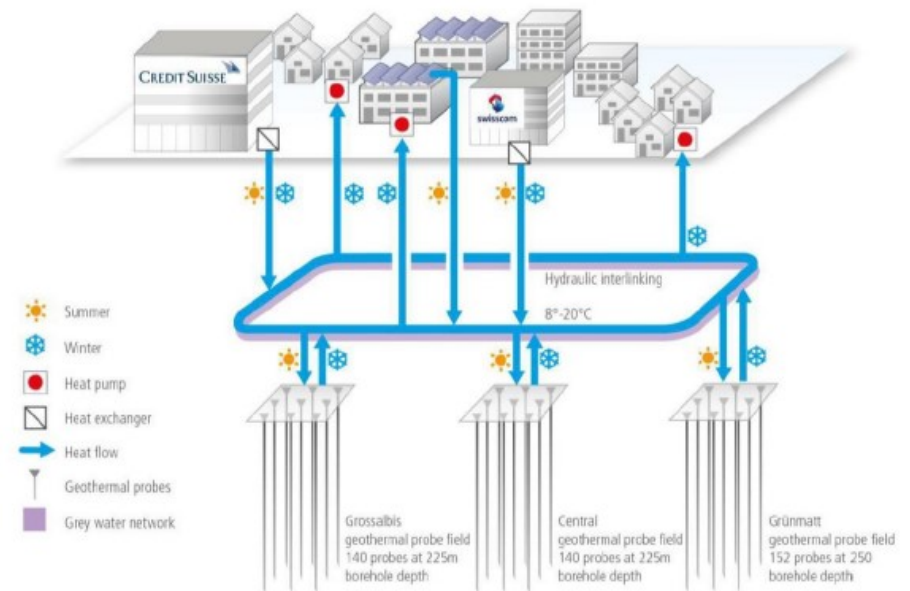 CREDIT SUISSE
swisscom
Hydraulic interlinking
8°-20°C
Summer
Winter
Heat pump
Heat exchanger
Heat flow
Geothermal probes
Grey water network
Grossalbis
geothermal probe field
140 probes at 225m
borehole depth
Central
geothermal probe field
140 probes at 225m
borehole depth
Grünmatt
geothermal probe field
152 probes at 250
borehole depth